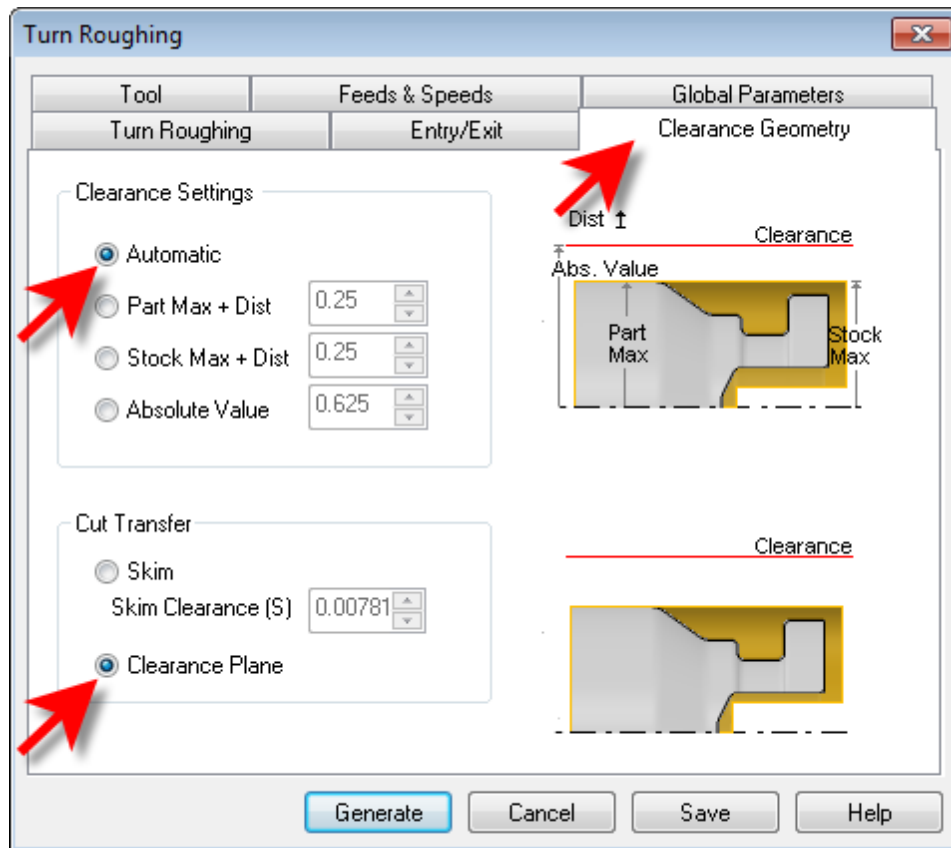 Turn Roughing
Tool
Feeds & Speeds
Global Parameters
Turn Roughing
Entry/Exit
Clearance Geometry
Clearance Settings
Automatic
Part Max + Dist
0.25
Stock Max + Dist
0.25
Absolute Value
0.625
Dist
Clearance
Abs. Value
Part
Max
Stock
Max
Cut Transfer
Skim
Skim Clearance (S)
0.00781
Clearance Plane
Clearance
Generate
Cancel
Save
Help